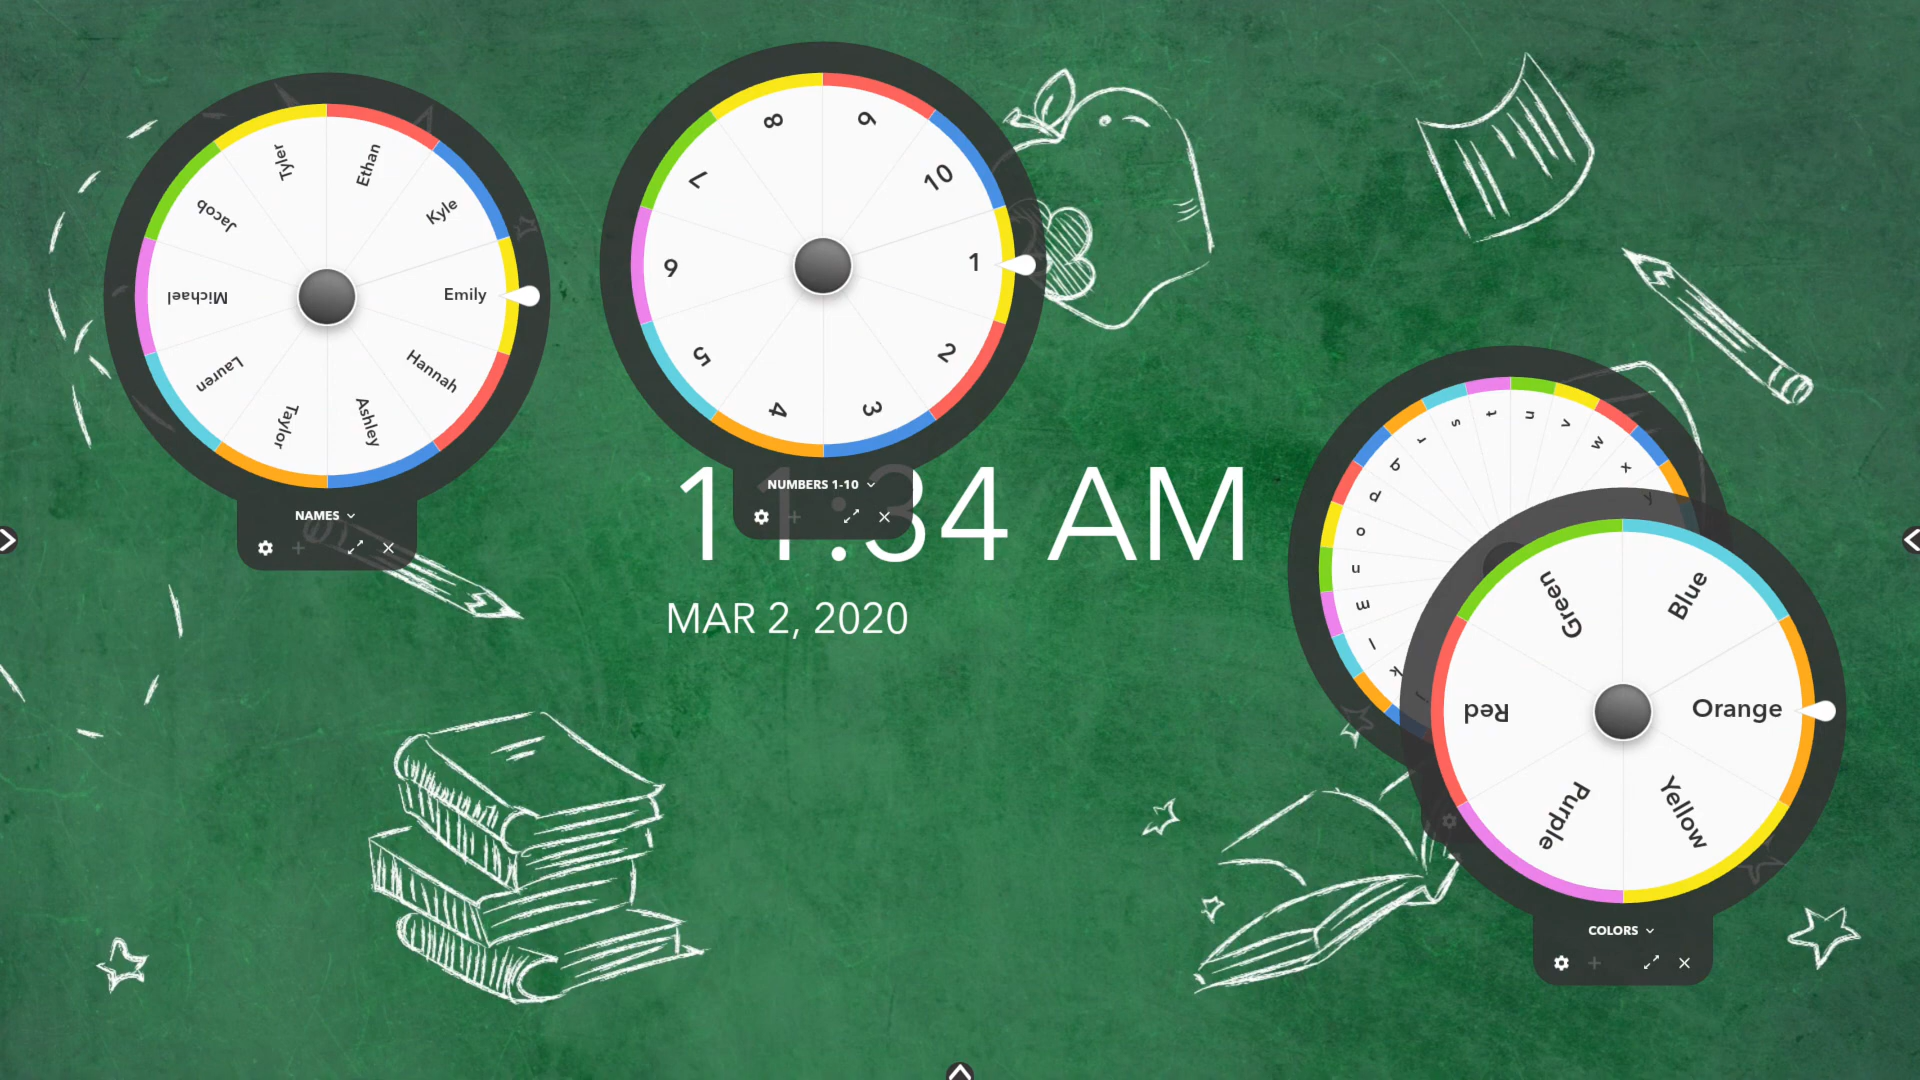 Emily
Hannah
Ashley
Taylor
Lauren
Michael
Jacob
Tyler
Ethan
Kyle
NAMES
1
2
3
4
5
6
7
8
9
10
NUMBERS 1-10
11:34 AM
MAR 2, 2020
k
l
m
n
o
p
q
r
s
t
u
v
w
x
y
Orange
Yellow
Purple
Red
Green
Blue
COLORS